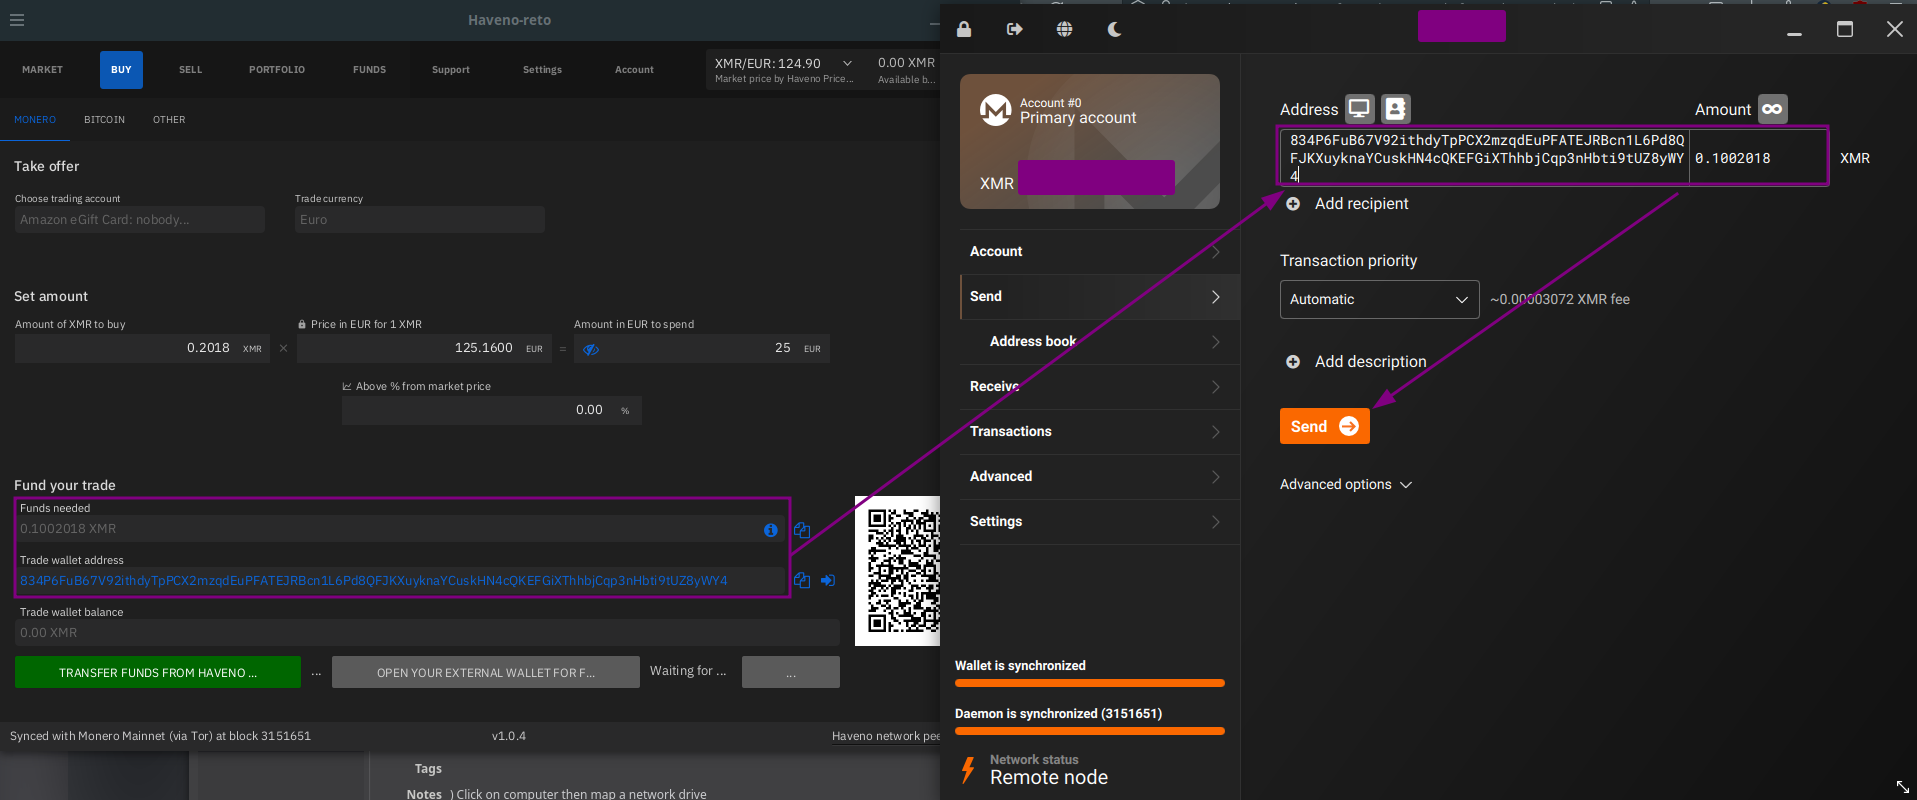 Haveno-reto
MARKET BUY SELL PORTFOLIO FUNDS Support Settings Account
XMR/EUR: 124.90
Market price by Haveno Price...
0.00 XMR
Available b...
MONERO BITCOIN OTHER
Take offer
Choose trading account
Amazon eGift Card: nobody...
Trade currency
Euro
Set amount
Amount of XMR to buy
0.2018 XMR
×
Price in EUR for 1 XMR
125.1600 EUR
=
Amount in EUR to spend
25 EUR
Above % from market price
0.00 %
Fund your trade
Funds needed
0.1002018 XMR
Trade wallet address
834P6FuB67V92ithdyTpPCX2mzqdEuPFATEJRBcn1L6Pd8QFJKXuyknaYCuskHN4cQKEFGiXThhbjCqp3nHbti9tUZ8yWY4
Trade wallet balance
0.00 XMR
TRANSFER FUNDS FROM HAVENO ...
...
OPEN YOUR EXTERNAL WALLET FOR F...
Waiting for ...
...
Synced with Monero Mainnet (via Tor) at block 3151651
v1.0.4
Haveno network pee
Tags
Notes ) Click on computer then map a network drive
Account #0
Primary account
XMR
Account
Send
Address book
Receive
Transactions
Advanced
Settings
Wallet is synchronized
Daemon is synchronized (3151651)
Network status
Remote node
Address
Amount
834P6FuB67V92ithdyTpPCX2mzqdEuPFATEJRBcn1L6Pd8Q
FJKXuyknaYCuskHN4cQKEFGiXThhbjCqp3nHbti9tUZ8yWY
4
0.1002018
XMR
Add recipient
Transaction priority
Automatic
~0.00003072 XMR fee
Add description
Send
Advanced options